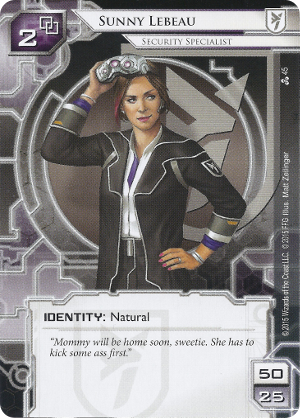 2
SUNNY LEBEAU
SECURITY SPECIALIST
45
© 2015 Wizards of the Coast LLC. © 2015 FFG Illus. Matt Zeilinger
IDENTITY: Natural
“Mommy will be home soon, sweetie. She has to
kick some ass first.”
50
25